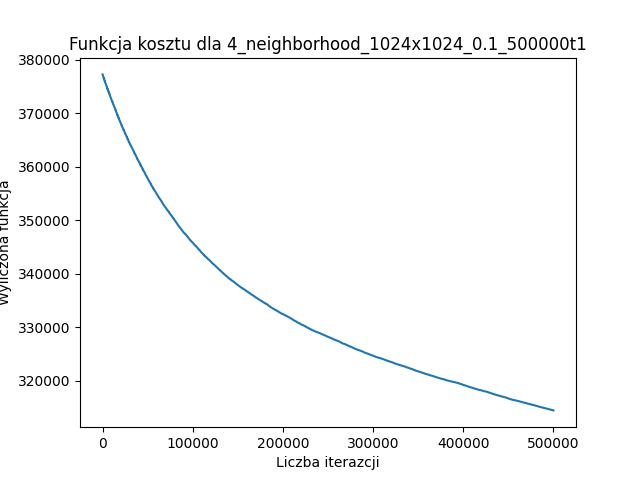 Funkcja kosztu dla 4_neighborhood_1024x1024_0.1_500000t1
380000
370000
360000
350000
340000
330000
320000
Wyliczona funkcja
0 100000 200000 300000 400000 500000
Liczba iterazcji